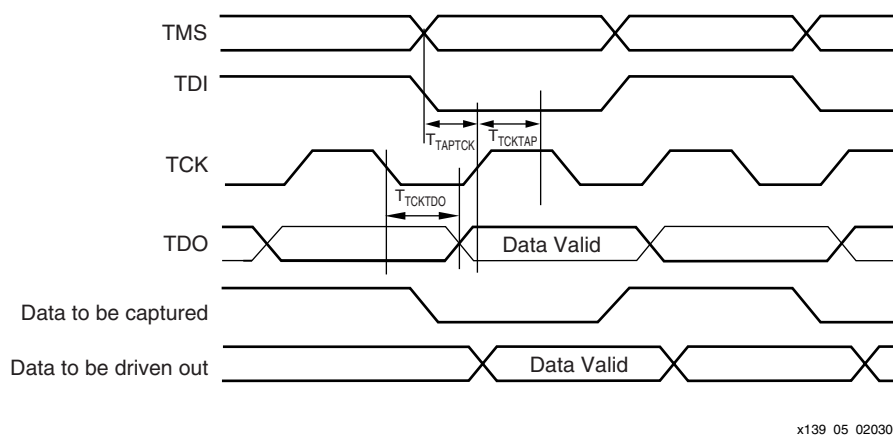 TMS
TDI
T TAPTCK T TCKTAP
TCK
T TCKTDO
TDO Data Valid
Data to be captured
Data to be driven out Data Valid
x139_05_02030